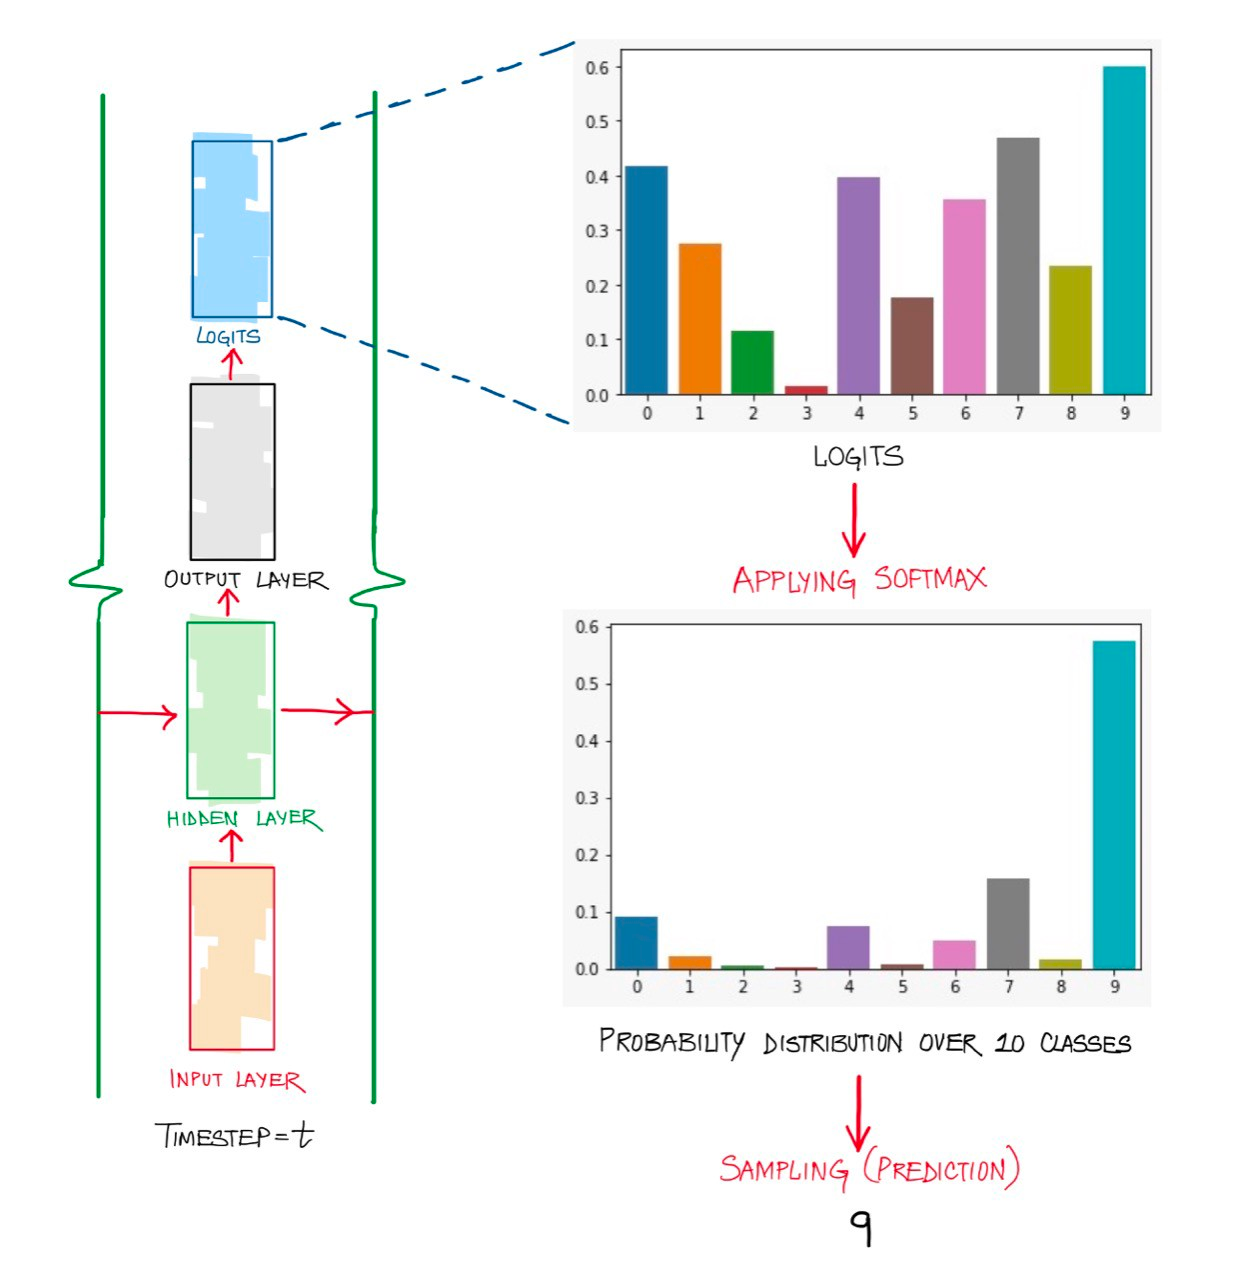 LOGITS
OUTPUT LAYER
HIDDEN LAYER
INPUT LAYER
TIMESTEP = t
0.6
0.5
0.4
0.3
0.2
0.1
0.0
0 1 2 3 4 5 6 7 8 9
LOGITS
APPLYING SOFTMAX
0.6
0.5
0.4
0.3
0.2
0.1
0.0
0 1 2 3 4 5 6 7 8 9
PROBABILITY DISTRIBUTION OVER 10 CLASSES
SAMPLING (PREDICTION)
9